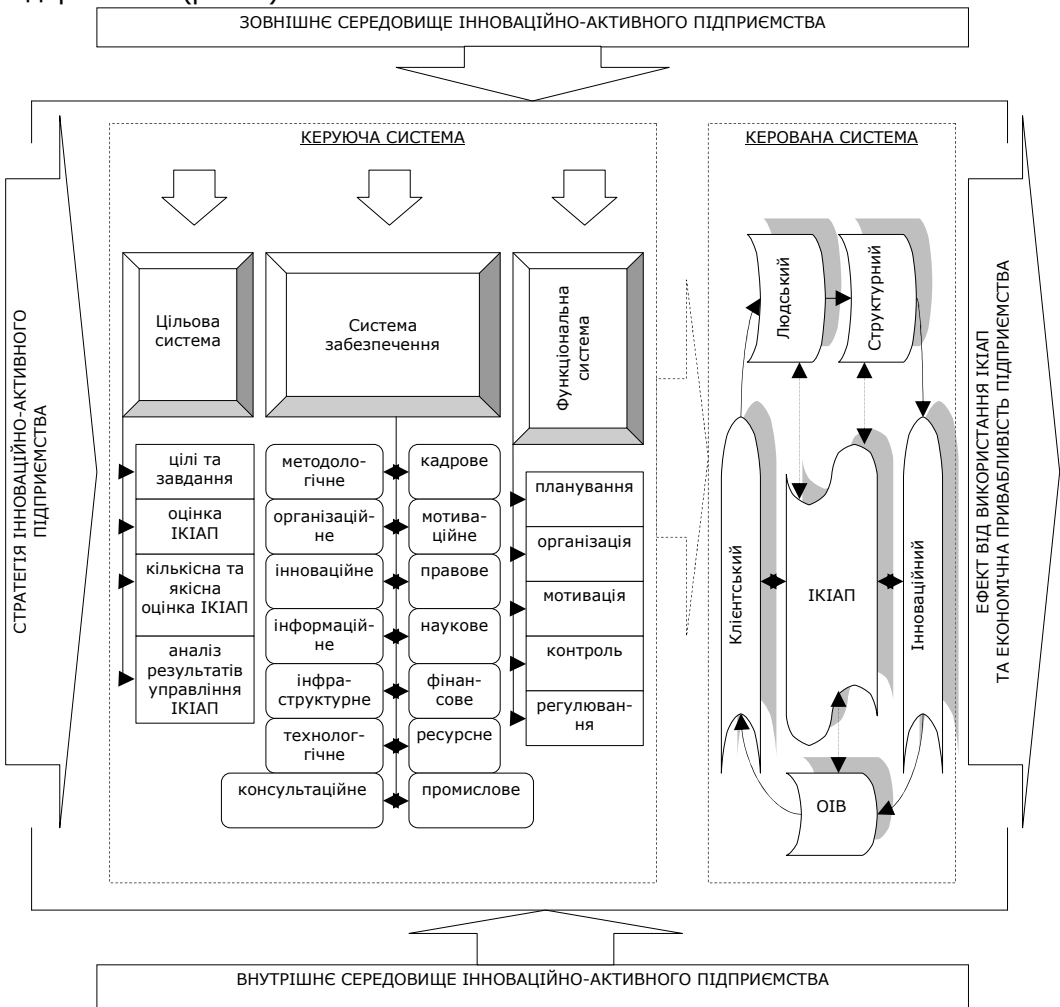 ЗОВНІШНЄ СЕРЕДОВИЩЕ ІННОВАЦІЙНО-АКТИВНОГО ПІДПРИЄМСТВА
СТРАТЕГІЯ ІННОВАЦІЙНО-АКТИВНОГО
ПІДПРИЄМСТВА
КЕРУЮЧА СИСТЕМА
Цільова
система
Система
забезпечення
Функціональна
система
цілі та
завдання
оцінка
ІКІАП
кількісна та
якісна
оцінка ІКІАП
аналіз
результатів
управління
ІКІАП
методоло-
гічне
кадрове
організацій-
не
мотива-
ційне
інноваційне
правове
інформацій-
не
наукове
інфра-
структурне
фінан-
сове
технолог-
гічне
ресурсне
консультаційне
промислове
планування
організація
мотивація
контроль
регулюван-
ня
КЕРОВАНА СИСТЕМА
Людський
Структурний
Клієнтський
ІКІАП
Інноваційний
ОІВ
ЕФЕКТ ВІД ВИКОРИСТАННЯ ІКІАП
ТА ЕКОНОМІЧНА ПРИВАБЛИВІСТЬ ПІДПРИЄМСТВА
ВНУТРІШНЄ СЕРЕДОВИЩЕ ІННОВАЦІЙНО-АКТИВНОГО ПІДПРИЄМСТВА